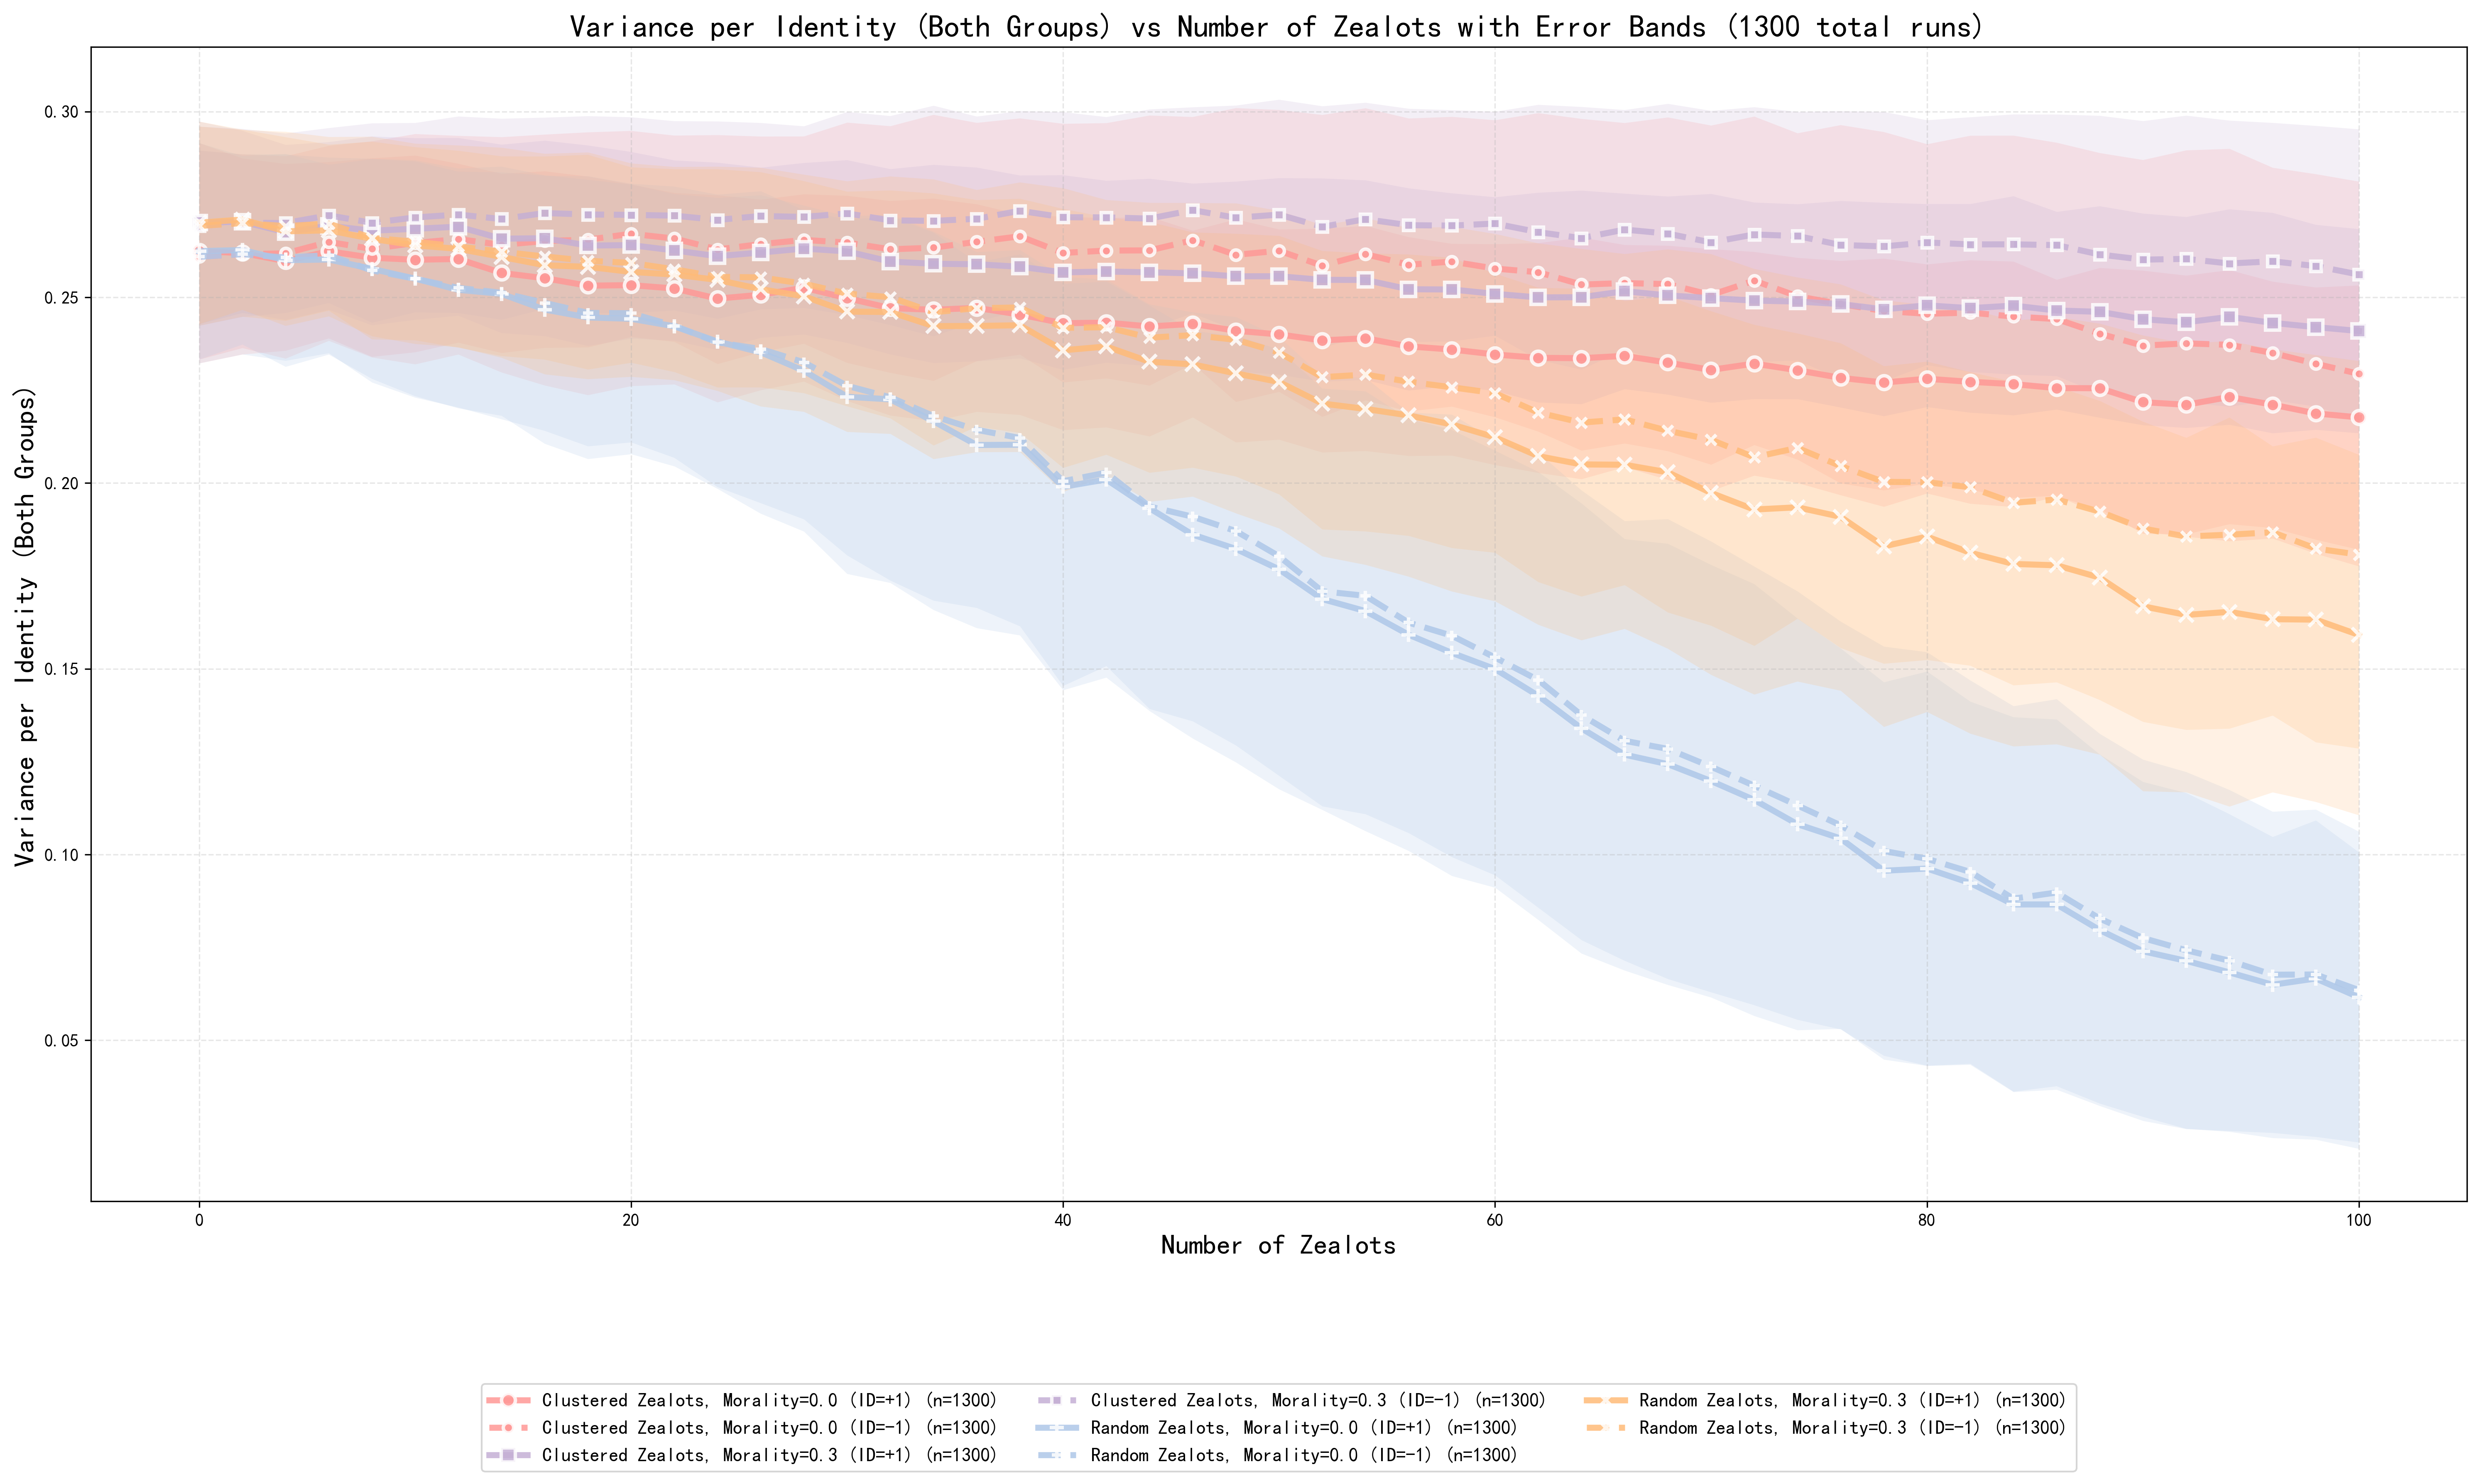 Variance per Identity (Both Groups) vs Number of Zealots with Error Bands (1300 total runs)
Variance per Identity (Both Groups)
0.30
0.25
0.20
0.15
0.10
0.05
0
20
40
60
80
100
Number of Zealots
Clustered Zealots, Morality=0.0 (ID=+1) (n=1300)
Clustered Zealots, Morality=0.0 (ID=-1) (n=1300)
Clustered Zealots, Morality=0.3 (ID=+1) (n=1300)
Clustered Zealots, Morality=0.3 (ID=-1) (n=1300)
Random Zealots, Morality=0.0 (ID=+1) (n=1300)
Random Zealots, Morality=0.0 (ID=-1) (n=1300)
Random Zealots, Morality=0.3 (ID=+1) (n=1300)
Random Zealots, Morality=0.3 (ID=-1) (n=1300)